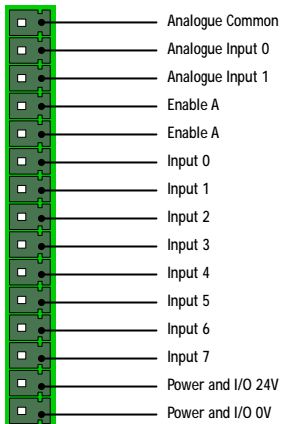 Analogue Common
Analogue Input 0
Analogue Input 1
Enable A
Enable A
Input 0
Input 1
Input 2
Input 3
Input 4
Input 5
Input 6
Input 7
Power and I/O 24V
Power and I/O 0V